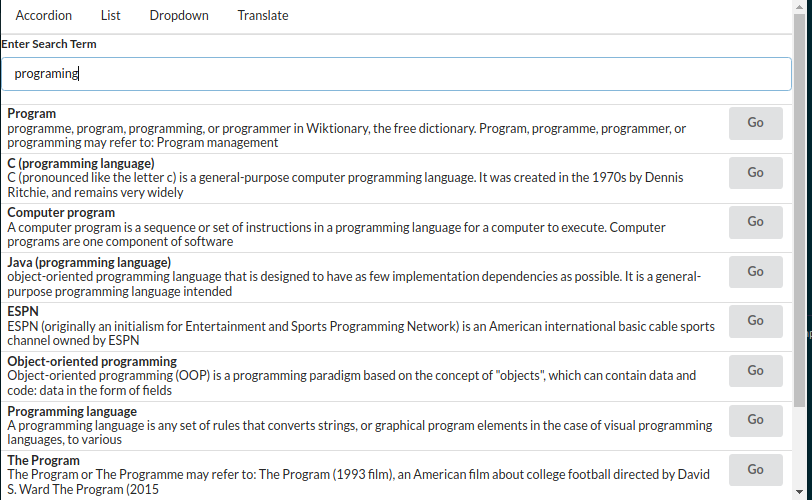 Accordion List Dropdown Translate
Enter Search Term
programing
Program
programme, program, programming, or programmer in Wiktionary, the free dictionary. Program, programme, programmer, or
programming may refer to: Program management
Go
C (programming language)
C (pronounced like the letter c) is a general-purpose computer programming language. It was created in the 1970s by Dennis
Ritchie, and remains very widely
Go
Computer program
A computer program is a sequence or set of instructions in a programming language for a computer to execute. Computer
programs are one component of software
Go
Java (programming language)
object-oriented programming language that is designed to have as few implementation dependencies as possible. It is a general-
purpose programming language intended
Go
ESPN
ESPN (originally an initialism for Entertainment and Sports Programming Network) is an American international basic cable sports
channel owned by ESPN
Go
Object-oriented programming
Object-oriented programming (OOP) is a programming paradigm based on the concept of "objects", which can contain data and
code: data in the form of fields
Go
Programming language
A programming language is any set of rules that converts strings, or graphical program elements in the case of visual programming
languages, to various
Go
The Program
The Program or The Programme may refer to: The Program (1993 film), an American film about college football directed by David
S. Ward The Program (2015
Go